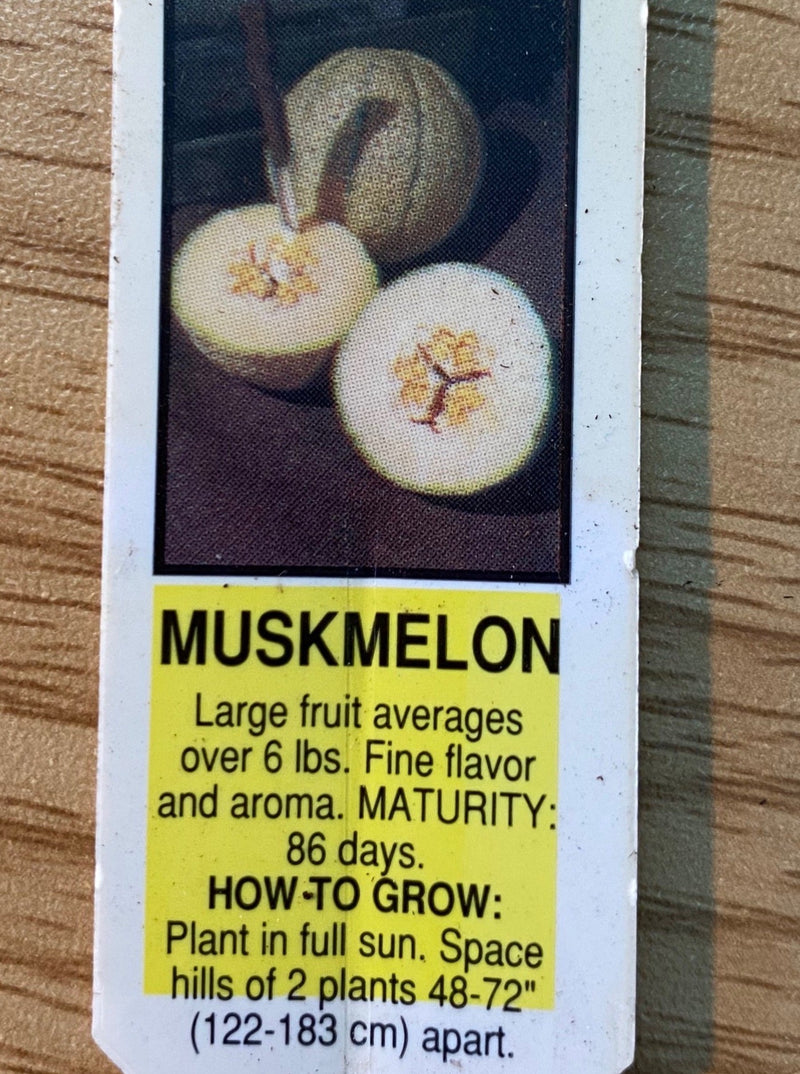 MUSKMELON
Large fruit averages
over 6 lbs. Fine flavor
and aroma. MATURITY:
86 days.
HOW TO GROW:
Plant in full sun. Space
hills of 2 plants 48-72"
(122-183 cm) apart.